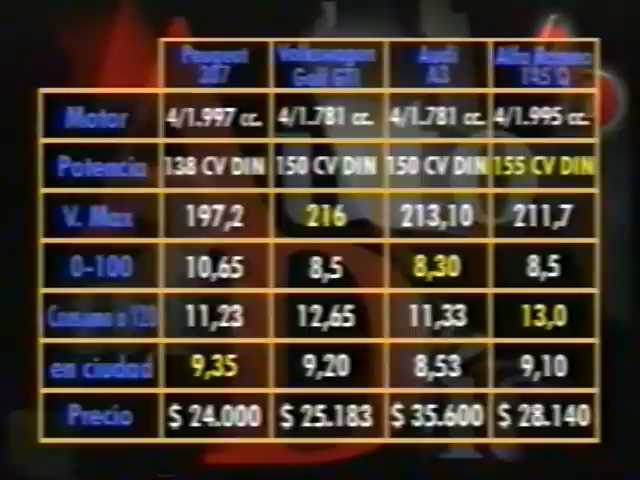 Peugeot 307 Volkswagen Golf GTI Audi A3 Alfa Romeo 145 Q
Motor 4/1.997 cc. 4/1.781 cc. 4/1.781 cc. 4/1.995 cc.
Potencia 138 CV DIN 150 CV DIN 150 CV DIN 155 CV DIN
V. Max 197,2 216 213,10 211,7
0-100 10,65 8,5 8,30 8,5
Consumo a 120 11,23 12,65 11,33 13,0
en ciudad 9,35 9,20 8,53 9,10
Precio $ 24.000 $ 25.183 $ 35.600 $ 28.140